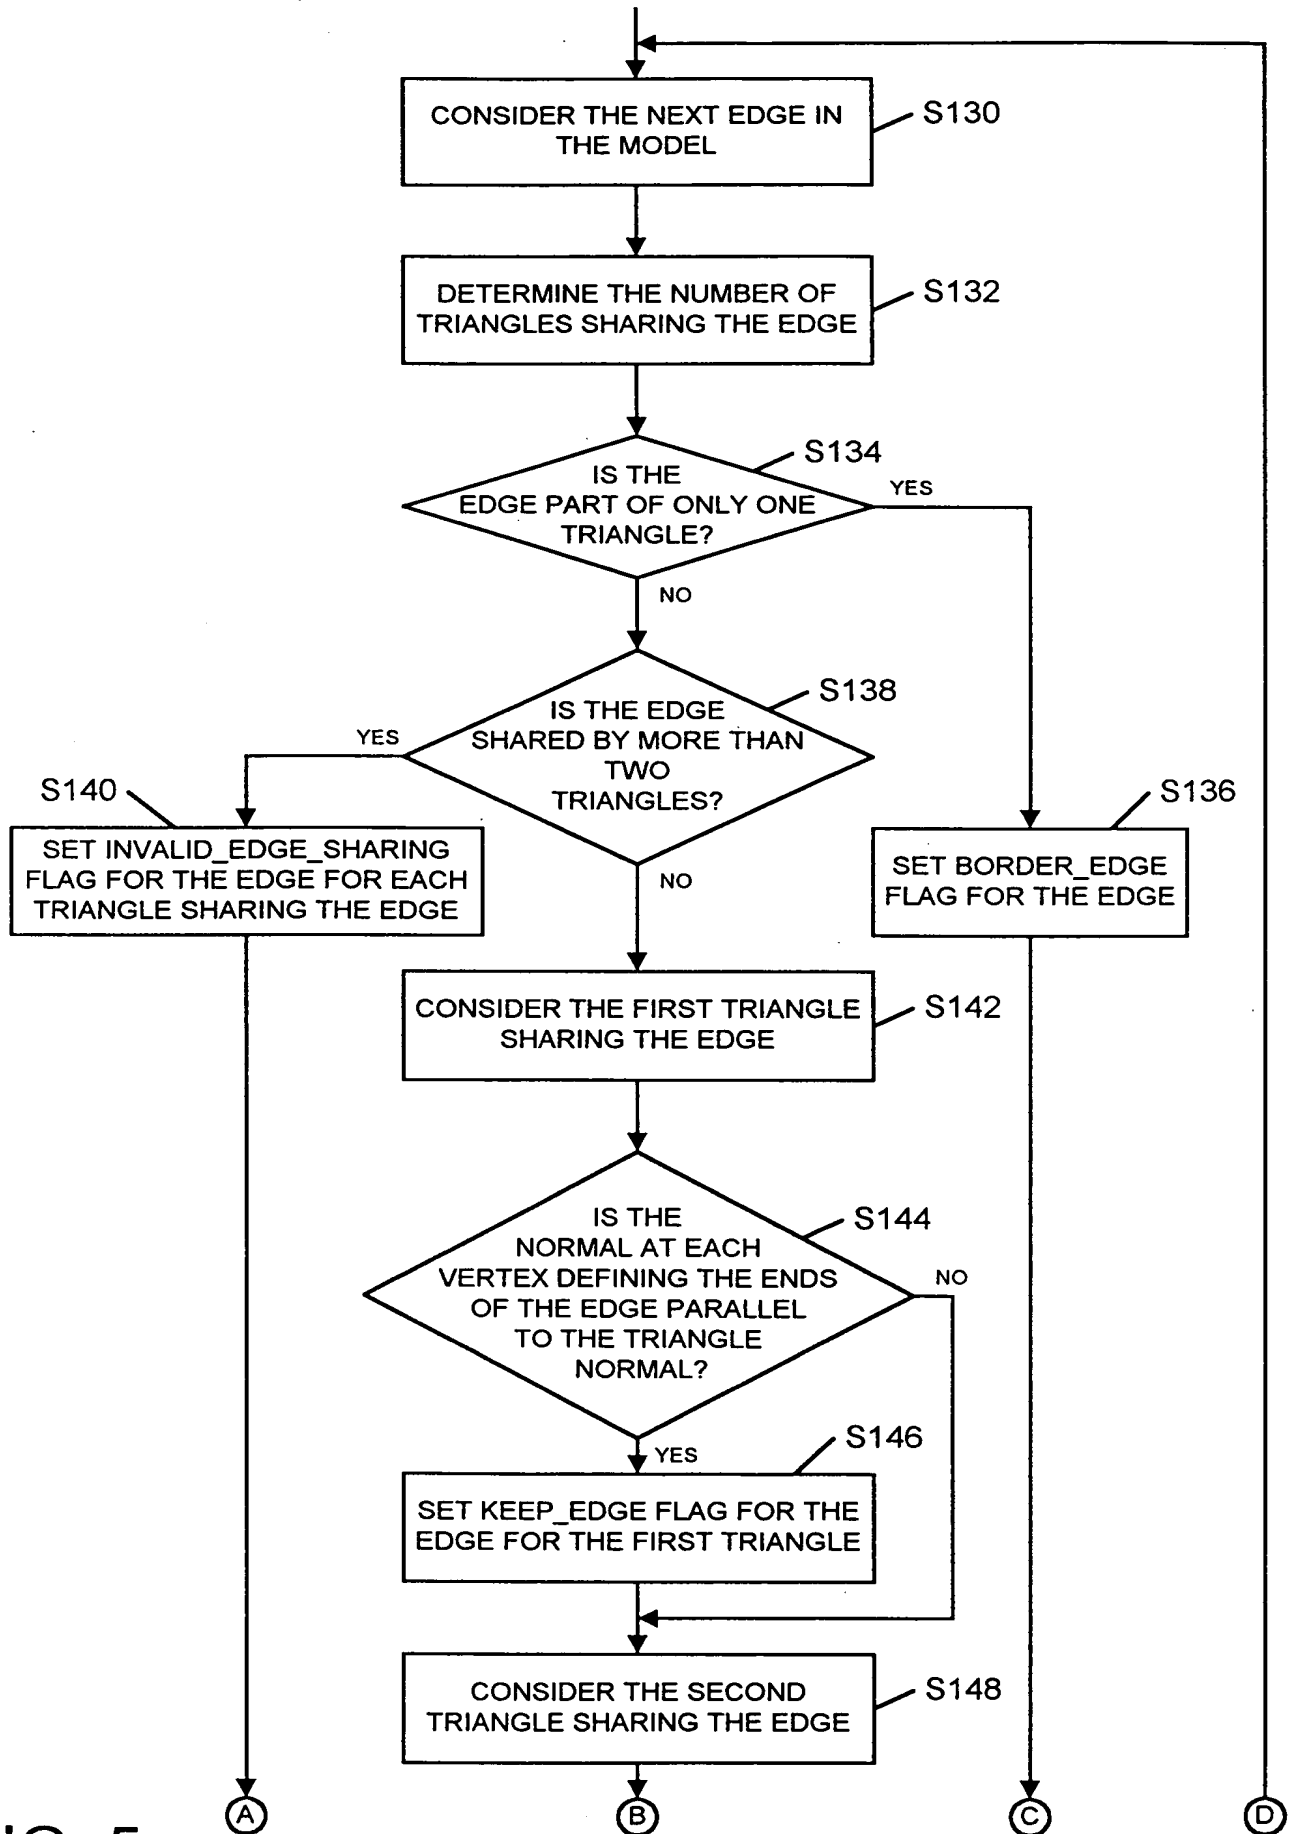 CONSIDER THE NEXT EDGE IN
THE MODEL
S130
DETERMINE THE NUMBER OF
TRIANGLES SHARING THE EDGE
S132
S134
IS THE
EDGE PART OF ONLY ONE
TRIANGLE?
YES
NO
S138
IS THE EDGE
SHARED BY MORE THAN
TWO
TRIANGLES?
YES
NO
S140
SET INVALID_EDGE_SHARING
FLAG FOR THE EDGE FOR EACH
TRIANGLE SHARING THE EDGE
S136
SET BORDER_EDGE
FLAG FOR THE EDGE
CONSIDER THE FIRST TRIANGLE
SHARING THE EDGE
S142
S144
IS THE
NORMAL AT EACH
VERTEX DEFINING THE ENDS
OF THE EDGE PARALLEL
TO THE TRIANGLE
NORMAL?
NO
YES
S146
SET KEEP_EDGE FLAG FOR THE
EDGE FOR THE FIRST TRIANGLE
CONSIDER THE SECOND
TRIANGLE SHARING THE EDGE
S148
A
B
C
D